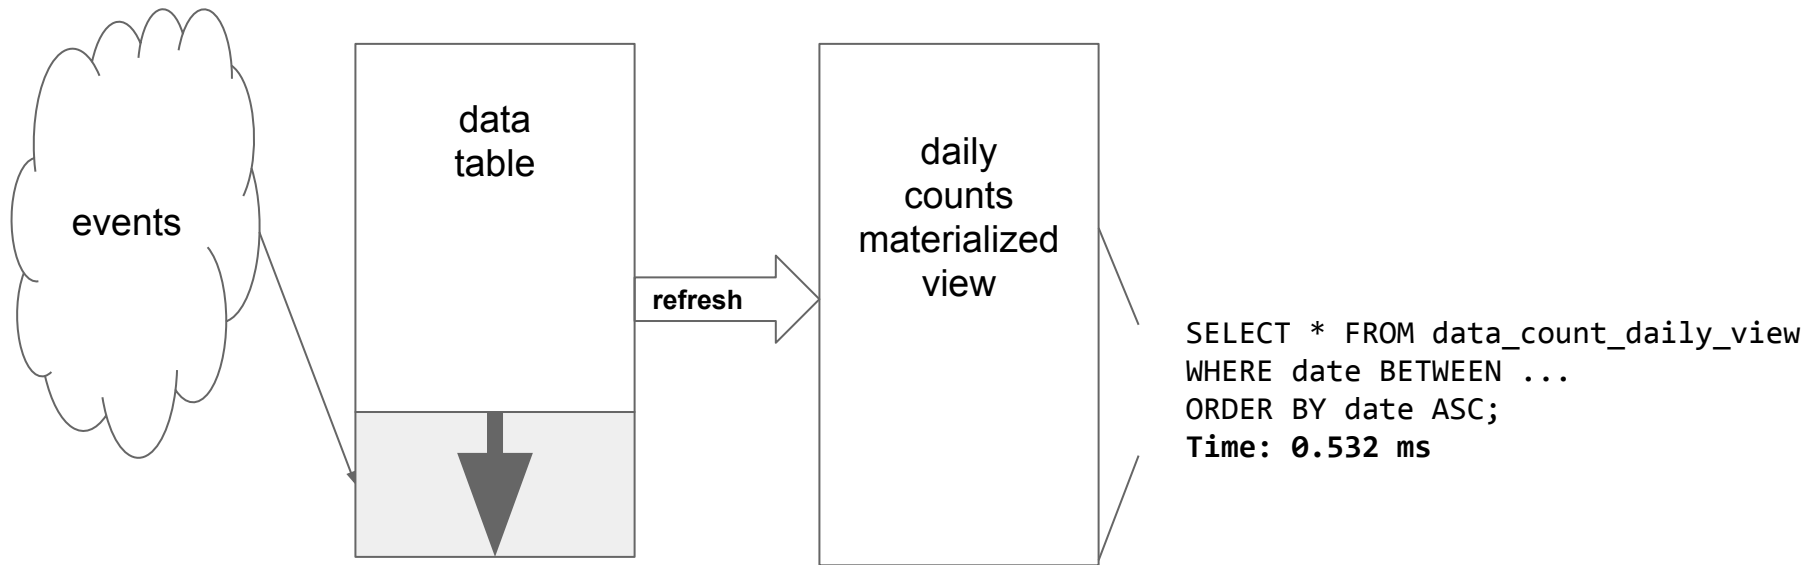 events
data
table
refresh
daily
counts
materialized
view
SELECT * FROM data_count_daily_view
WHERE date BETWEEN ...
ORDER BY date ASC;
Time: 0.532 ms